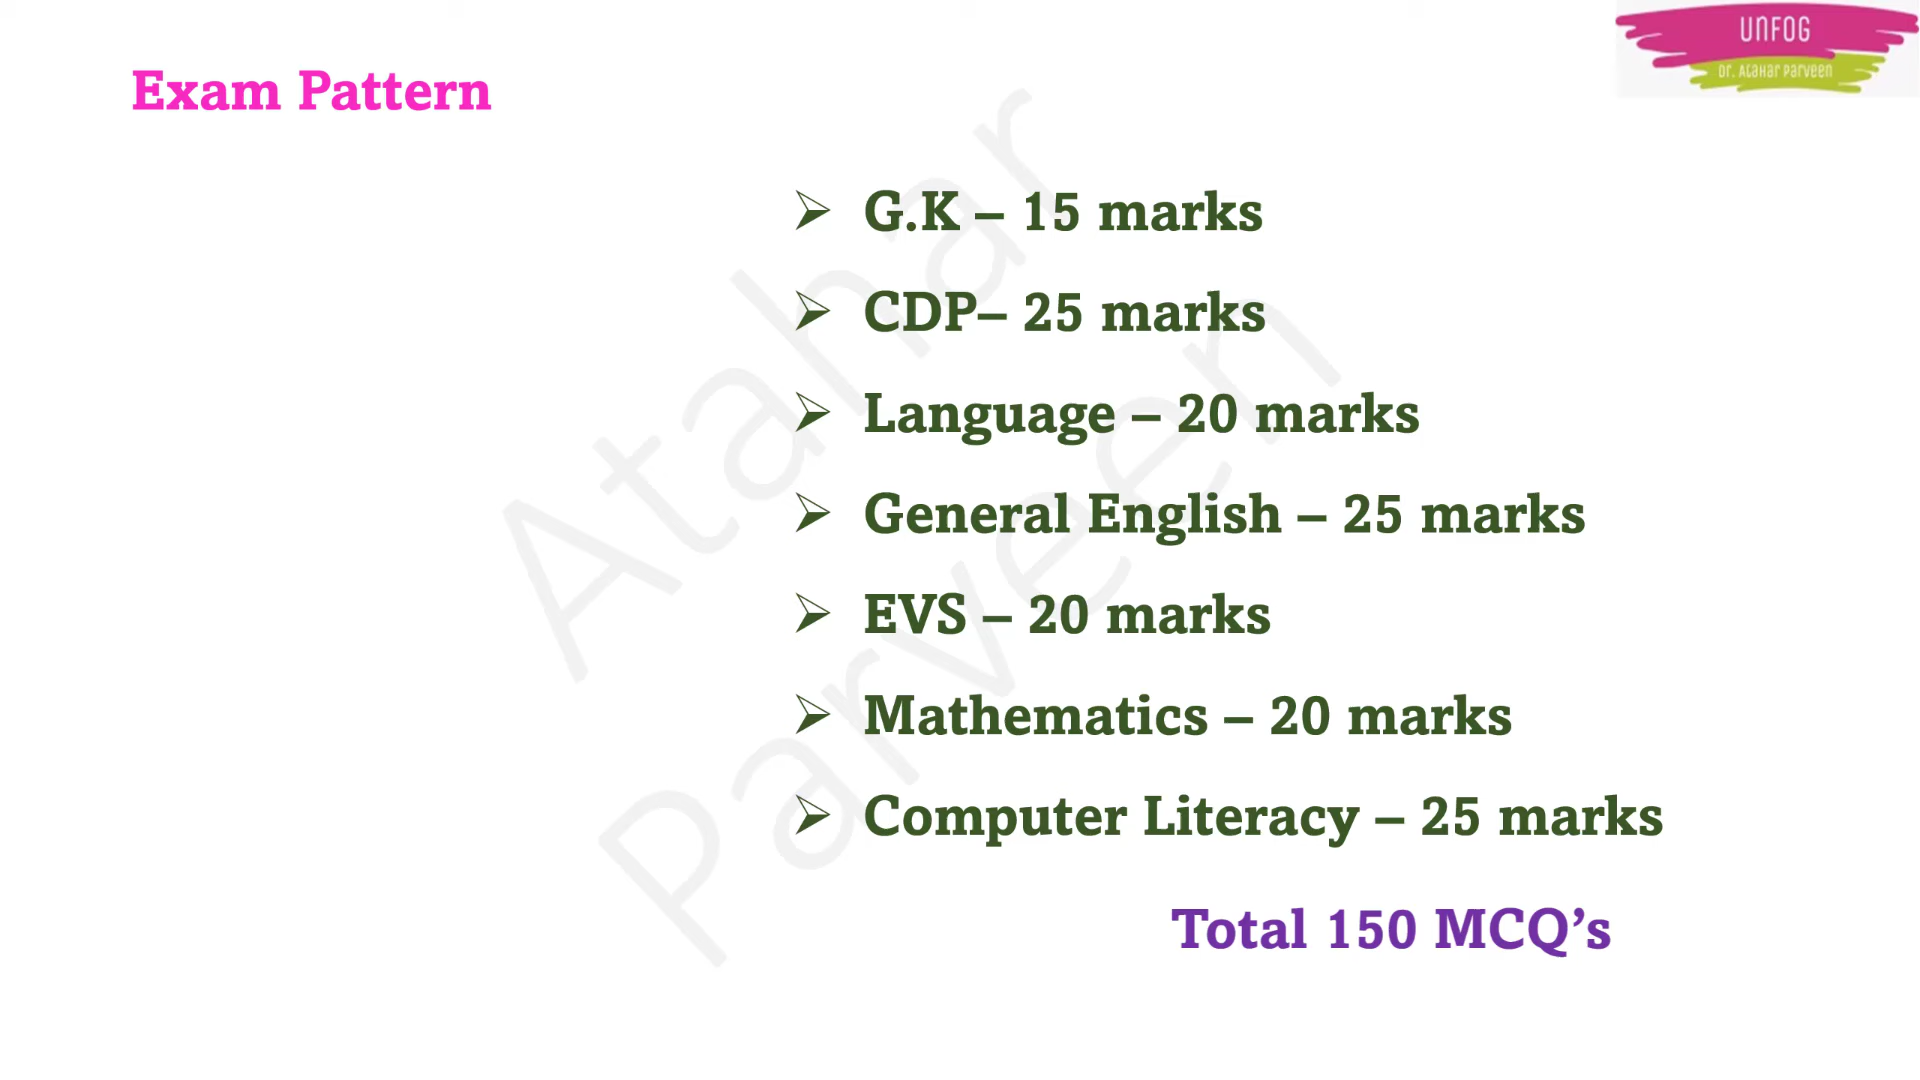 UNFOG
Dr. Atahar Parveen
Exam Pattern
➢ G.K – 15 marks
➢ CDP– 25 marks
➢ Language – 20 marks
➢ General English – 25 marks
➢ EVS – 20 marks
➢ Mathematics – 20 marks
➢ Computer Literacy – 25 marks
Total 150 MCQ’s
Atahar
Parveen